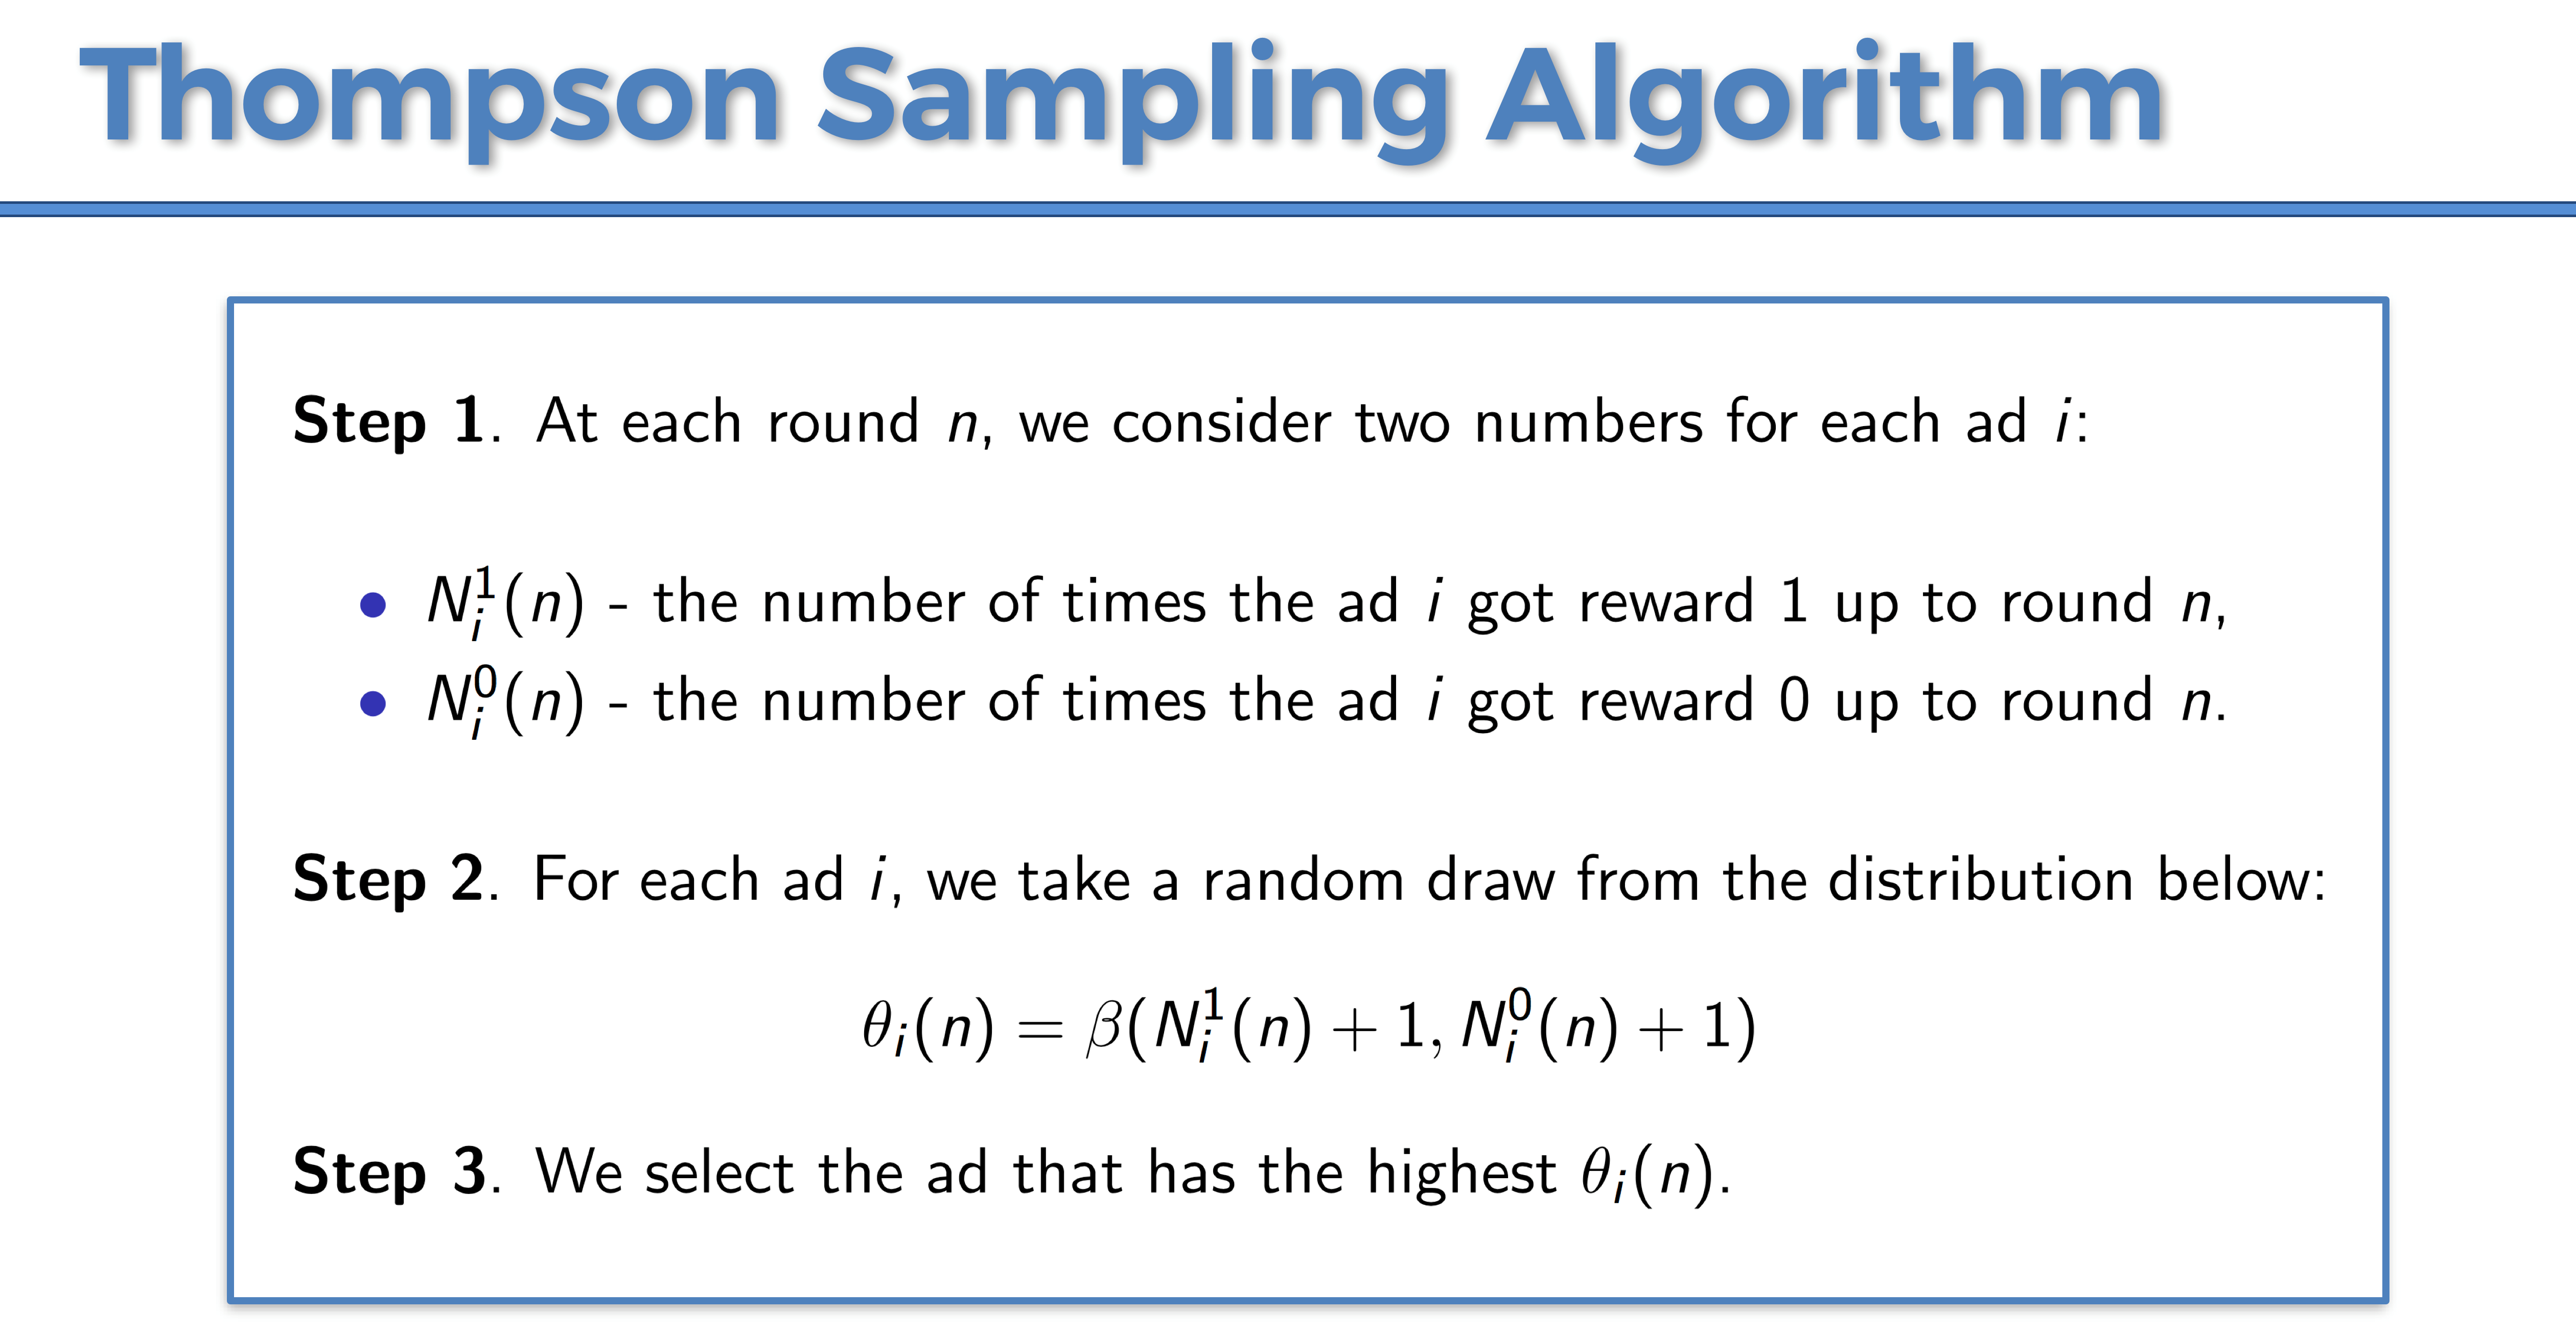 Thompson Sampling Algorithm
Step 1. At each round n, we consider two numbers for each ad i:
• N_i^1(n) - the number of times the ad i got reward 1 up to round n,
• N_i^0(n) - the number of times the ad i got reward 0 up to round n.
Step 2. For each ad i, we take a random draw from the distribution below:
θ_i(n) = β(N_i^1(n) + 1, N_i^0(n) + 1)
Step 3. We select the ad that has the highest θ_i(n).